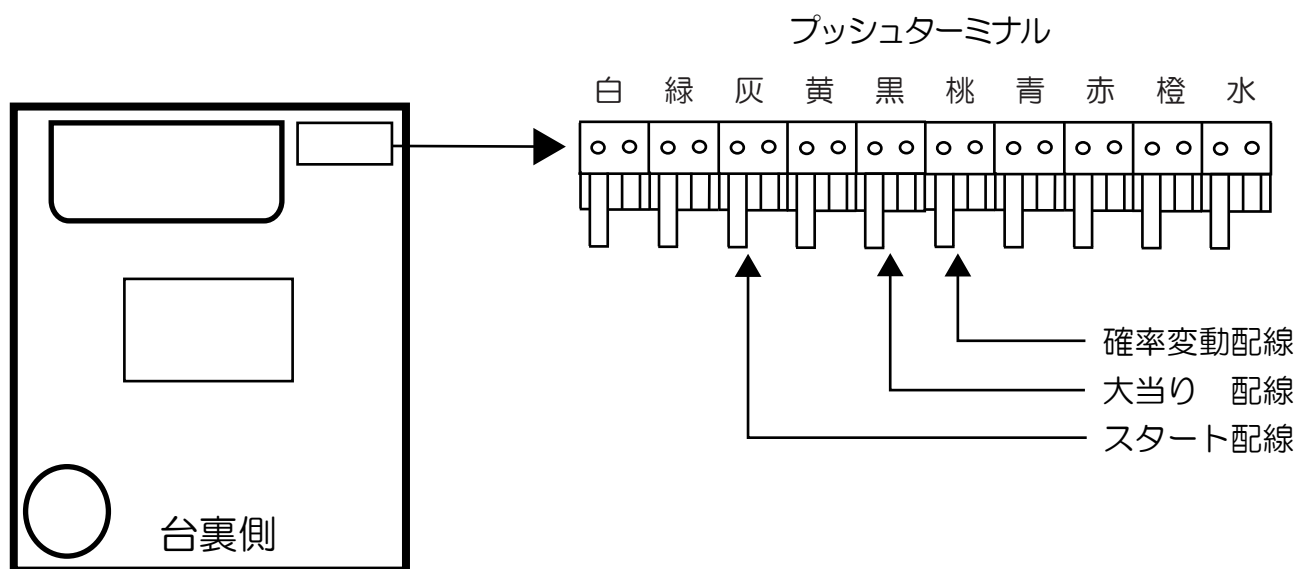 プッシュターミナル
白 緑 灰 黄 黒 桃 青 赤 橙 水
確率変動配線
大当り　配線
スタート配線
台裏側